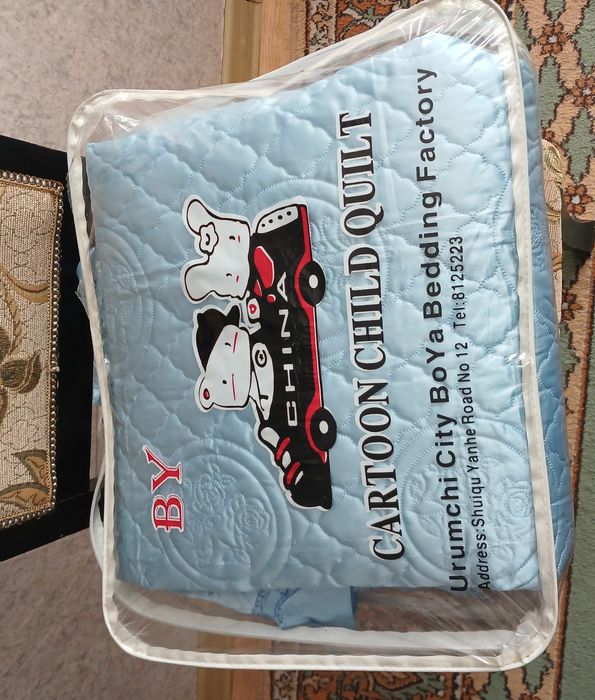 BY
CHINA
CARTOON CHILD QUILT
Urumchi City BoYa Bedding Factory
Address:Shuiqu Yanhe Road No 12 Tel:8125223